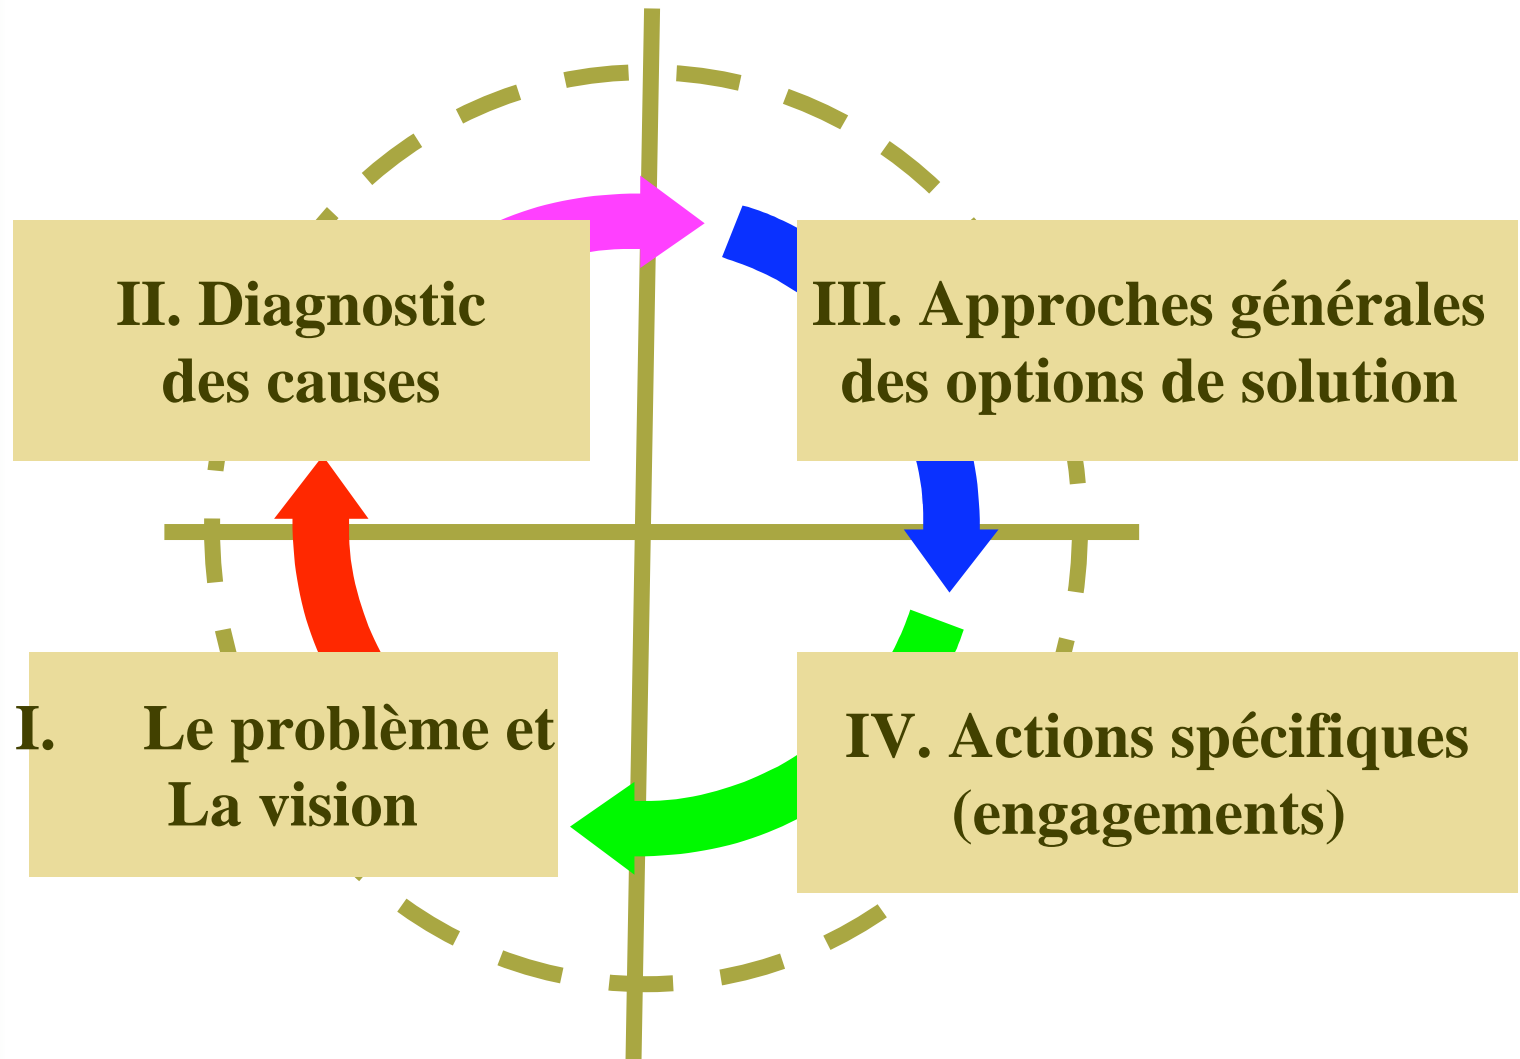 II. Diagnostic
des causes
III. Approches générales
des options de solution
I. Le problème et
La vision
IV. Actions spécifiques
(engagements)